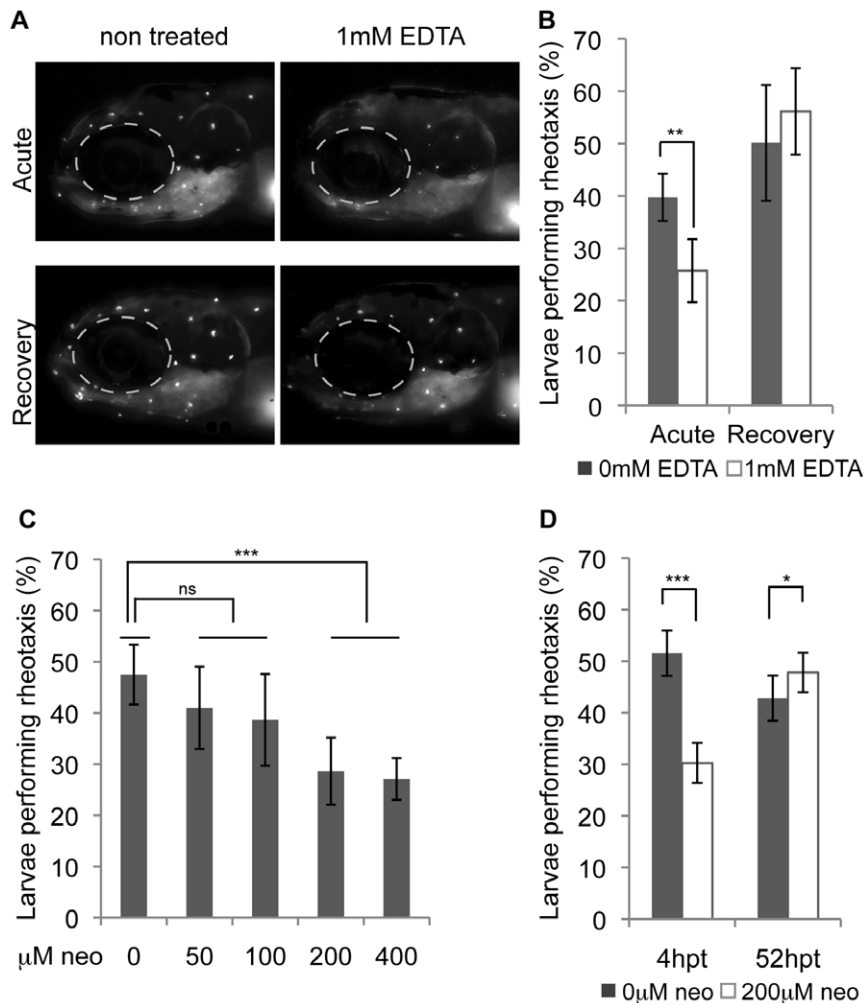 A
non treated
1mM EDTA
Acute
Recovery
B
Larvae performing rheotaxis (%)
70
60
50
40
30
20
10
0
**
Acute
Recovery
0mM EDTA
1mM EDTA
C
Larvae performing rheotaxis (%)
70
60
50
40
30
20
10
0
***
ns
μM neo
0
50
100
200
400
D
Larvae performing rheotaxis (%)
70
60
50
40
30
20
10
0
***
*
4hpt
52hpt
0μM neo
200μM neo